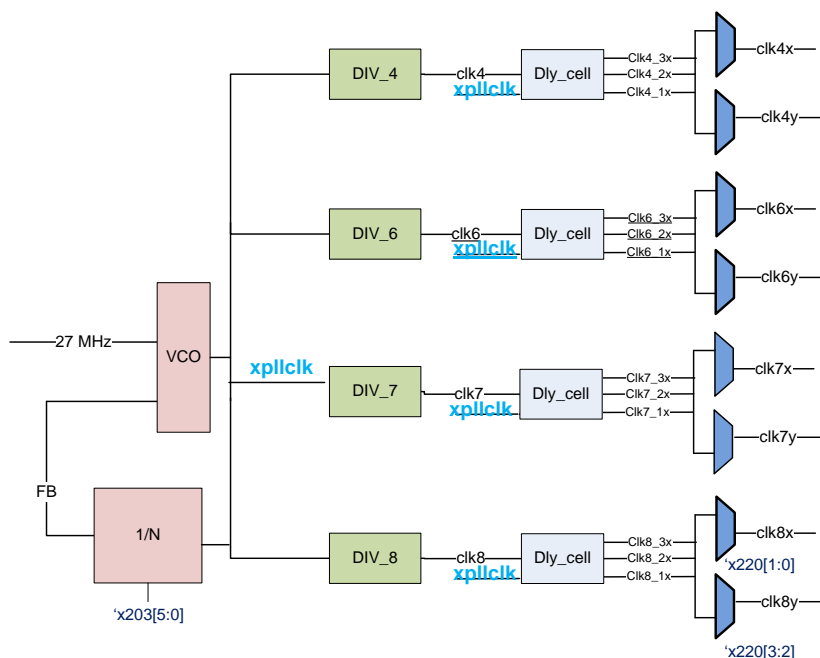 DIV_4
clk4
xpllclk
Dly_cell
Clk4_3x
Clk4_2x
Clk4_1x
clk4x
clk4y
DIV_6
clk6
xpllclk
Dly_cell
Clk6_3x
Clk6_2x
Clk6_1x
clk6x
clk6y
27 MHz
VCO
xpllclk
DIV_7
clk7
xpllclk
Dly_cell
Clk7_3x
Clk7_2x
Clk7_1x
clk7x
clk7y
FB
1/N
‘x203[5:0]
DIV_8
clk8
xpllclk
Dly_cell
Clk8_3x
Clk8_2x
Clk8_1x
clk8x
‘x220[1:0]
clk8y
‘x220[3:2]